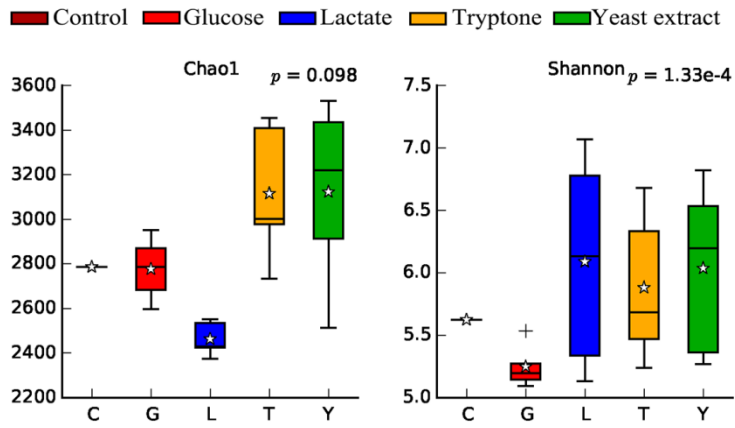 Control Glucose Lactate Tryptone Yeast extract
Chao1 p = 0.098
3600
3400
3200
3000
2800
2600
2400
2200
C G L T Y
Shannon p = 1.33e-4
7.5
7.0
6.5
6.0
5.5
5.0
C G L T Y